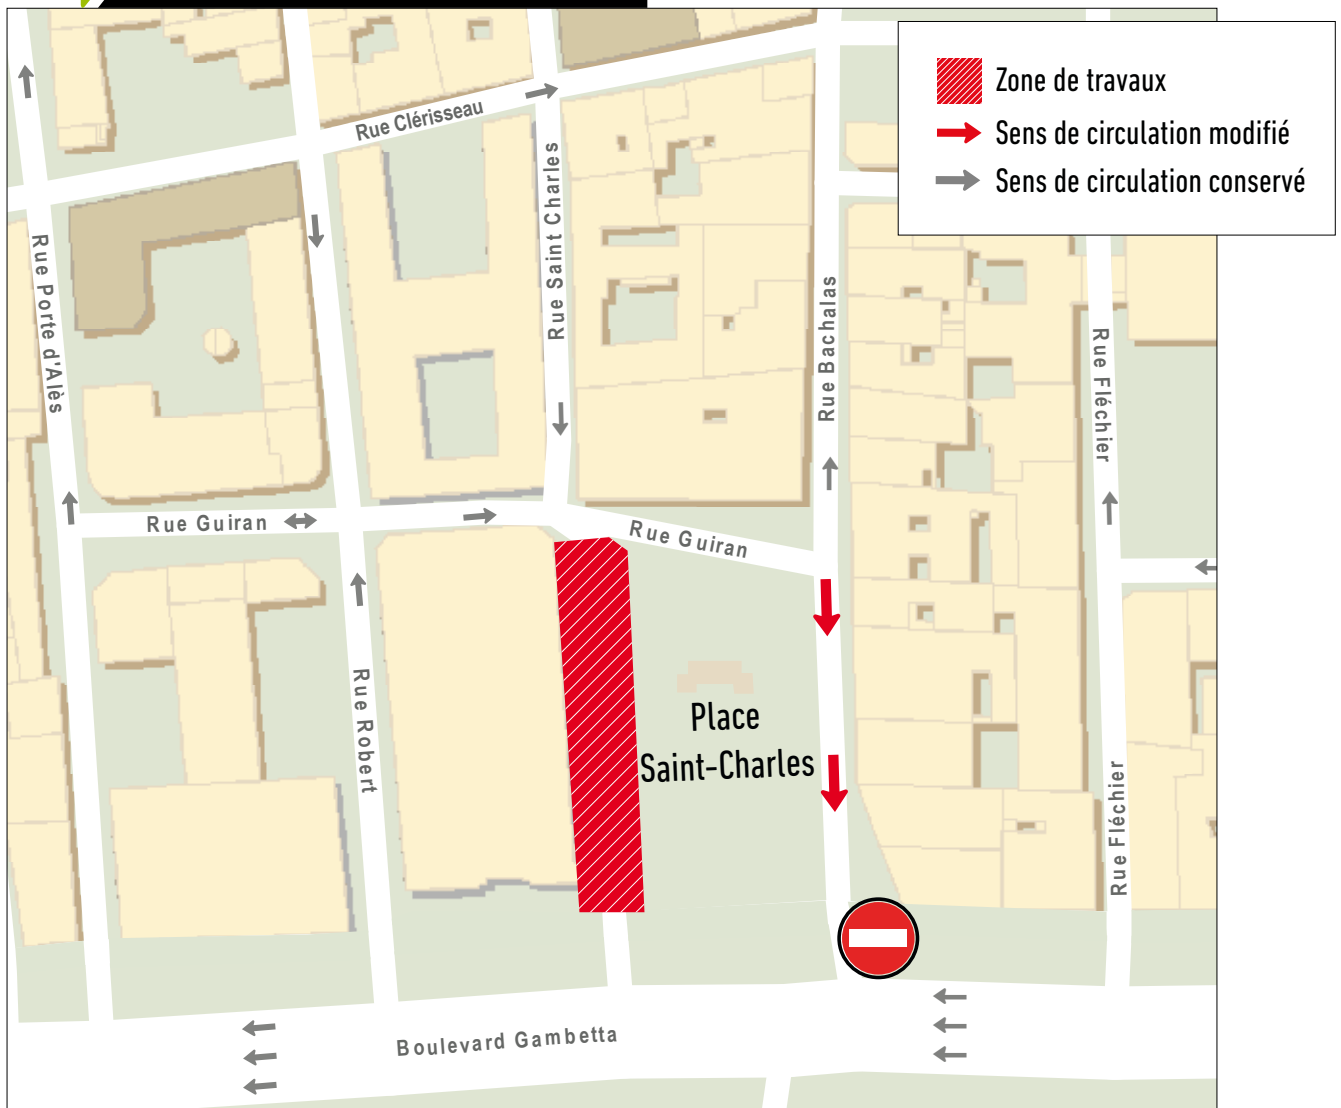 Zone de travaux
Sens de circulation modifié
Sens de circulation conservé
Rue Clérisseau
Rue Saint Charles
Rue Porte d'Alès
Rue Bachalas
Rue Fléchier
Rue Guiran
Rue Guiran
Rue Robert
Place
Saint-Charles
Rue Fléchier
Boulevard Gambetta